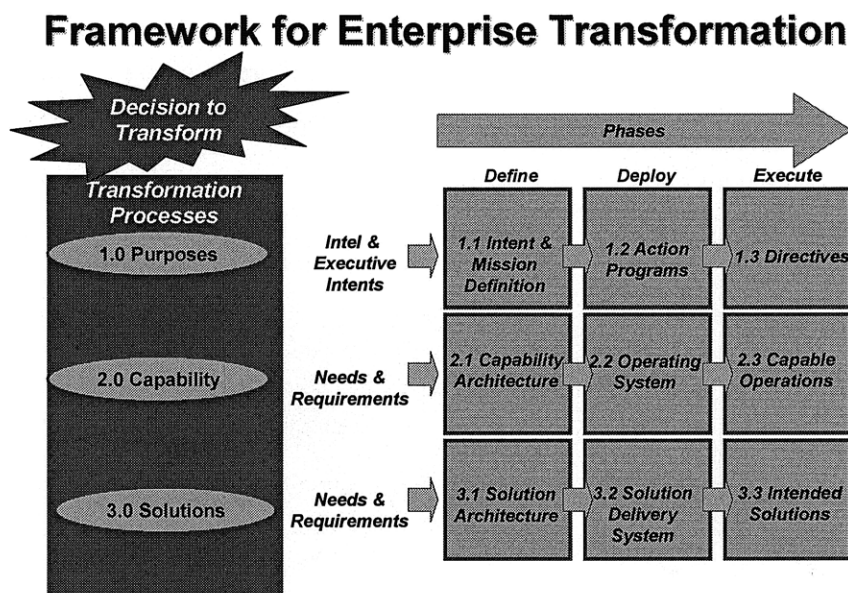 Framework for Enterprise Transformation
Decision to
Transform
Phases
Transformation
Processes
Define
Deploy
Execute
1.0 Purposes
Intel &
Executive
Intents
1.1 Intent &
Mission
Definition
1.2 Action
Programs
1.3 Directives
2.0 Capability
Needs &
Requirements
2.1 Capability
Architecture
2.2 Operating
System
2.3 Capable
Operations
3.0 Solutions
Needs &
Requirements
3.1 Solution
Architecture
3.2 Solution
Delivery
System
3.3 Intended
Solutions